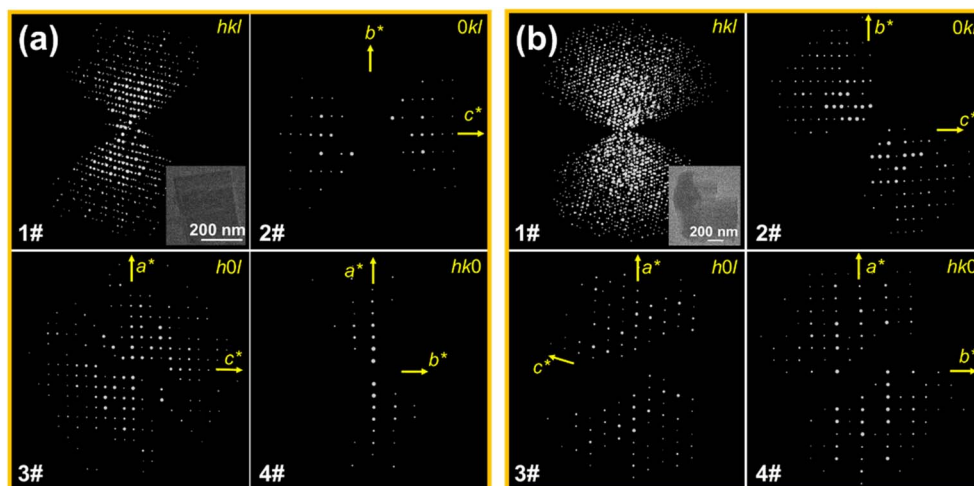 (a)
hkl
200 nm
1#
0kl
b*
c*
2#
h0l
a*
c*
3#
hk0
a*
b*
4#
(b)
hkl
200 nm
1#
0kl
b*
c*
2#
h0l
a*
c*
3#
hk0
a*
b*
4#